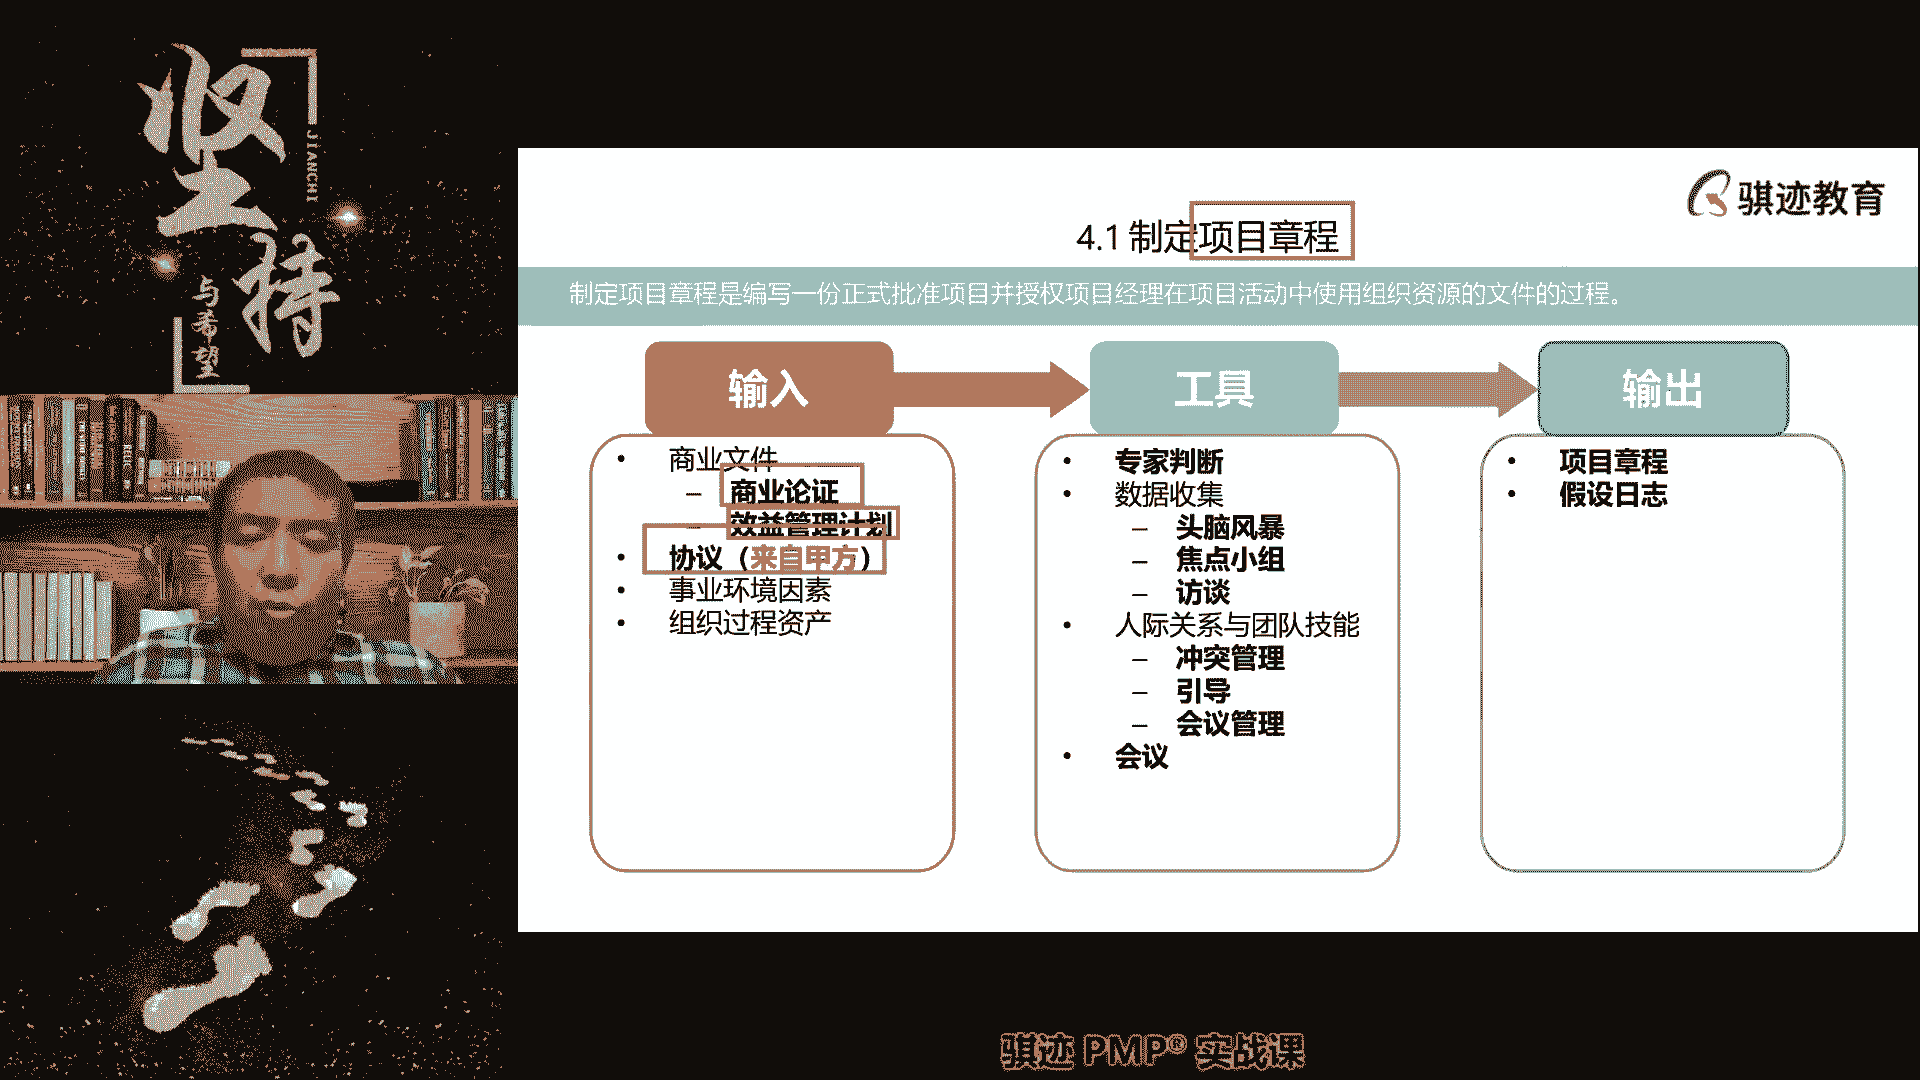 坚持
JIANCHI
与希望
骐迹教育
4.1 制定项目章程
制定项目章程是编写一份正式批准项目并授权项目经理在项目活动中使用组织资源的文件的过程。
输入
• 商业文件
– 商业论证
– 效益管理计划
• 协议（来自甲方）
• 事业环境因素
• 组织过程资产
工具
• 专家判断
• 数据收集
– 头脑风暴
– 焦点小组
– 访谈
• 人际关系与团队技能
– 冲突管理
– 引导
– 会议管理
• 会议
输出
• 项目章程
• 假设日志
骐迹 PMP® 实战课